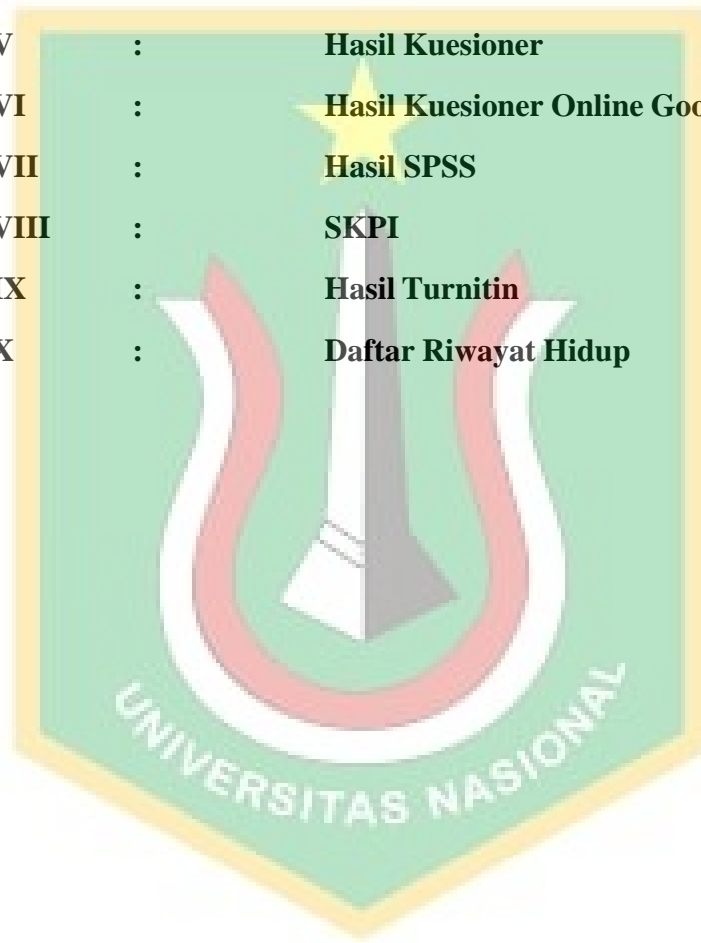 V : Hasil Kuesioner
VI : Hasil Kuesioner Online Goo
VII : Hasil SPSS
VIII : SKPI
IX : Hasil Turnitin
X : Daftar Riwayat Hidup
UNIVERSITAS NASIONAL